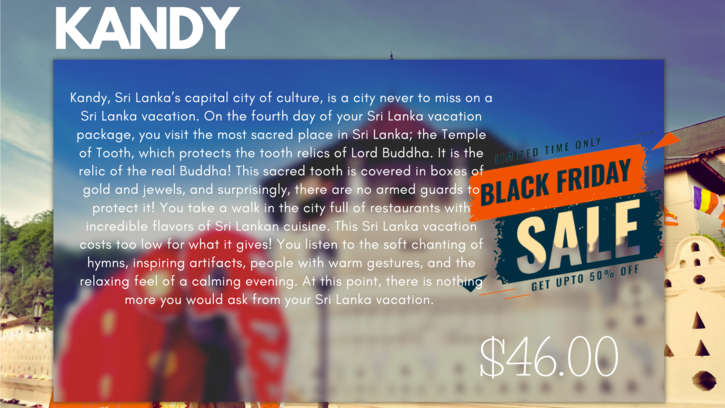 KANDY
Kandy, Sri Lanka's capital city of culture, is a city never to miss on a
Sri Lanka vacation. On the fourth day of your Sri Lanka vacation
package, you visit the most sacred place in Sri Lanka; the Temple
of Tooth, which protects the tooth relics of Lord Buddha. It is the
relic of the real Buddha! This sacred tooth is covered in boxes of
gold and jewels, and surprisingly, there are no armed guards to
protect it! You take a walk in the city full of restaurants with
incredible flavors of Sri Lankan cuisine. This Sri Lanka vacation
costs too low for what it gives! You listen to the soft chanting of
hymns, inspiring artifacts, people with warm gestures, and the
relaxing feel of a calming evening. At this point, there is nothing
more you would ask from your Sri Lanka vacation.
LIMITED TIME ONLY
BLACK FRIDAY
SALE
GET UPTO 50% OFF
$46.00